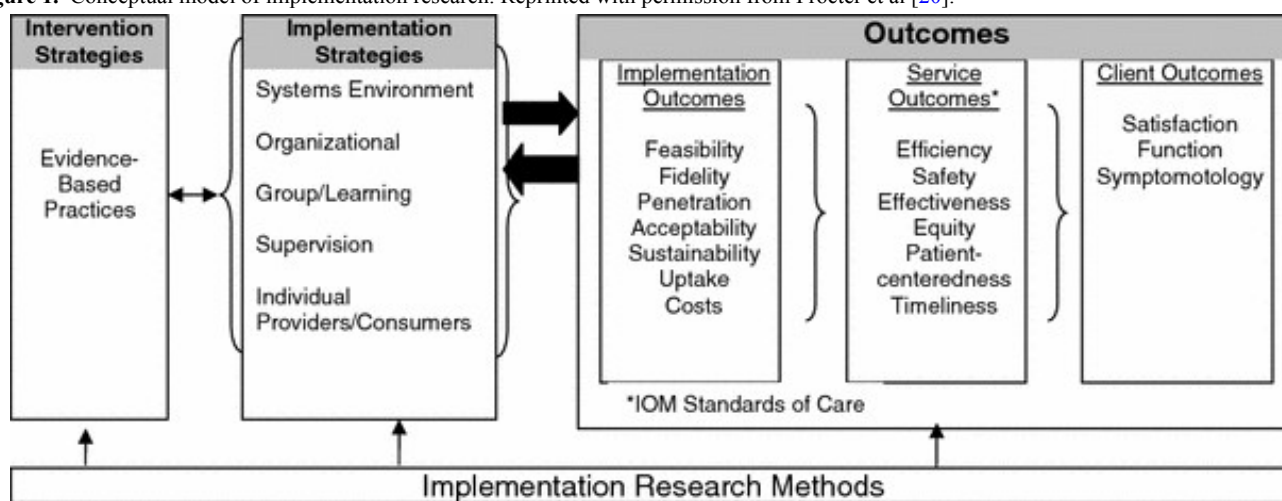 Figure 1. Conceptual model of implementation research. Reprinted with permission from Proctor et al [20].
Intervention
Strategies
Evidence-
Based
Practices
Implementation
Strategies
Systems Environment
Organizational
Group/Learning
Supervision
Individual
Providers/Consumers
Outcomes
Implementation
Outcomes
Feasibility
Fidelity
Penetration
Acceptability
Sustainability
Uptake
Costs
Service
Outcomes*
Efficiency
Safety
Effectiveness
Equity
Patient-
centeredness
Timeliness
Client Outcomes
Satisfaction
Function
Symptomotology
*IOM Standards of Care
Implementation Research Methods